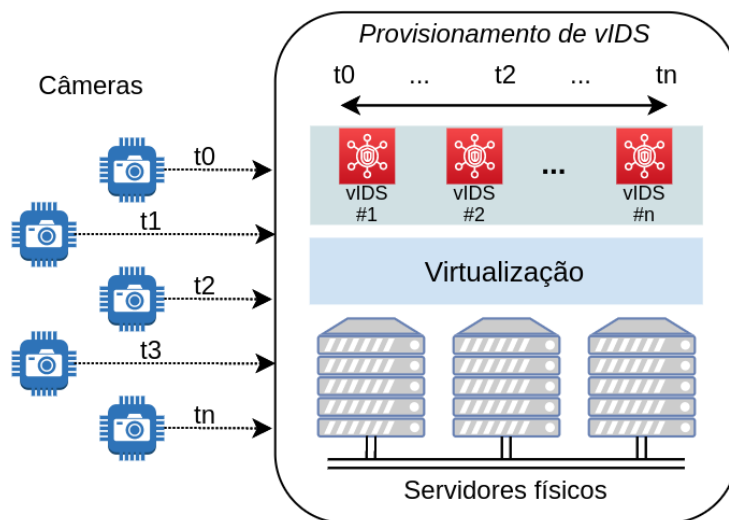 Provisionamento de vIDS
t0 ... t2 ... tn
Câmeras
t0
t1
t2
t3
tn
vIDS
#1
vIDS
#2
...
vIDS
#n
Virtualização
Servidores físicos